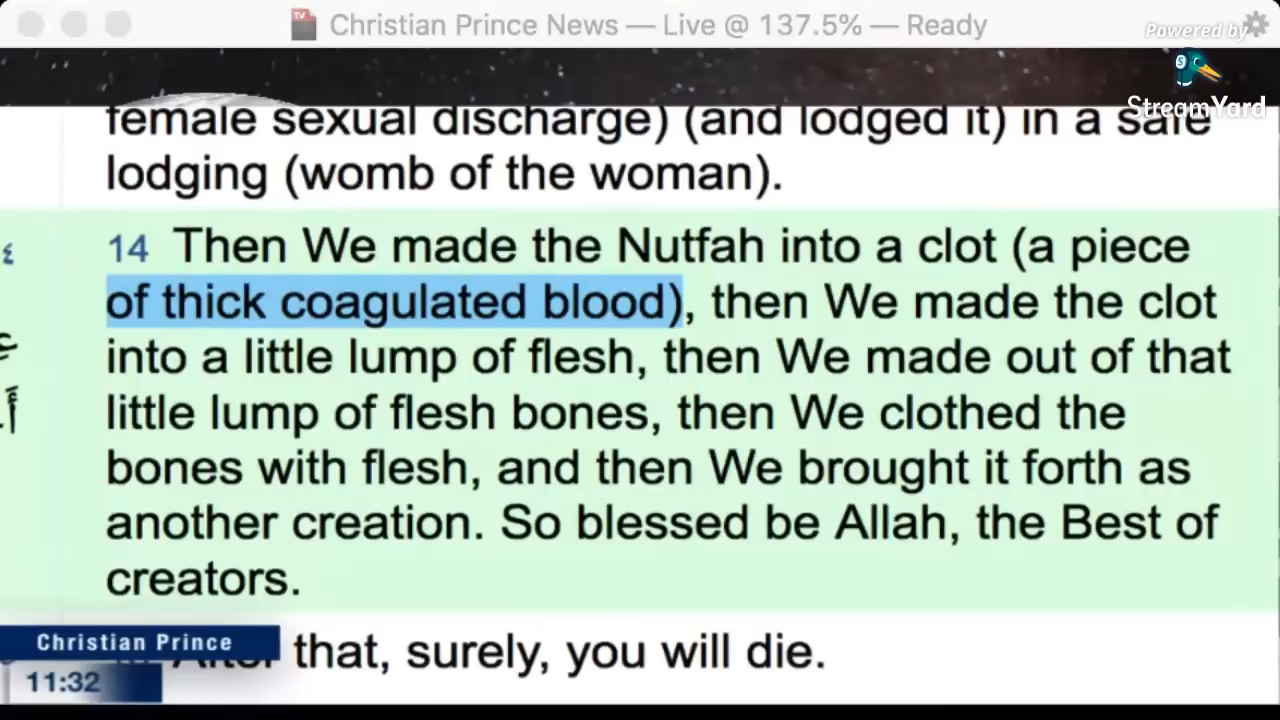 Christian Prince News — Live @ 137.5% — Ready
Powered by
StreamYard
female sexual discharge) (and lodged it) in a safe
lodging (womb of the woman).
14 Then We made the Nutfah into a clot (a piece
of thick coagulated blood), then We made the clot
into a little lump of flesh, then We made out of that
little lump of flesh bones, then We clothed the
bones with flesh, and then We brought it forth as
another creation. So blessed be Allah, the Best of
creators.
After that, surely, you will die.
Christian Prince
11:32